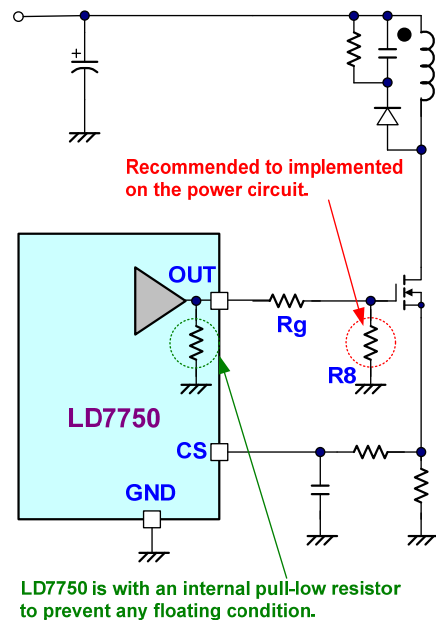 +
Recommended to implemented
on the power circuit.
OUT
Rg
R8
LD7750
CS
GND
LD7750 is with an internal pull-low resistor
to prevent any floating condition.